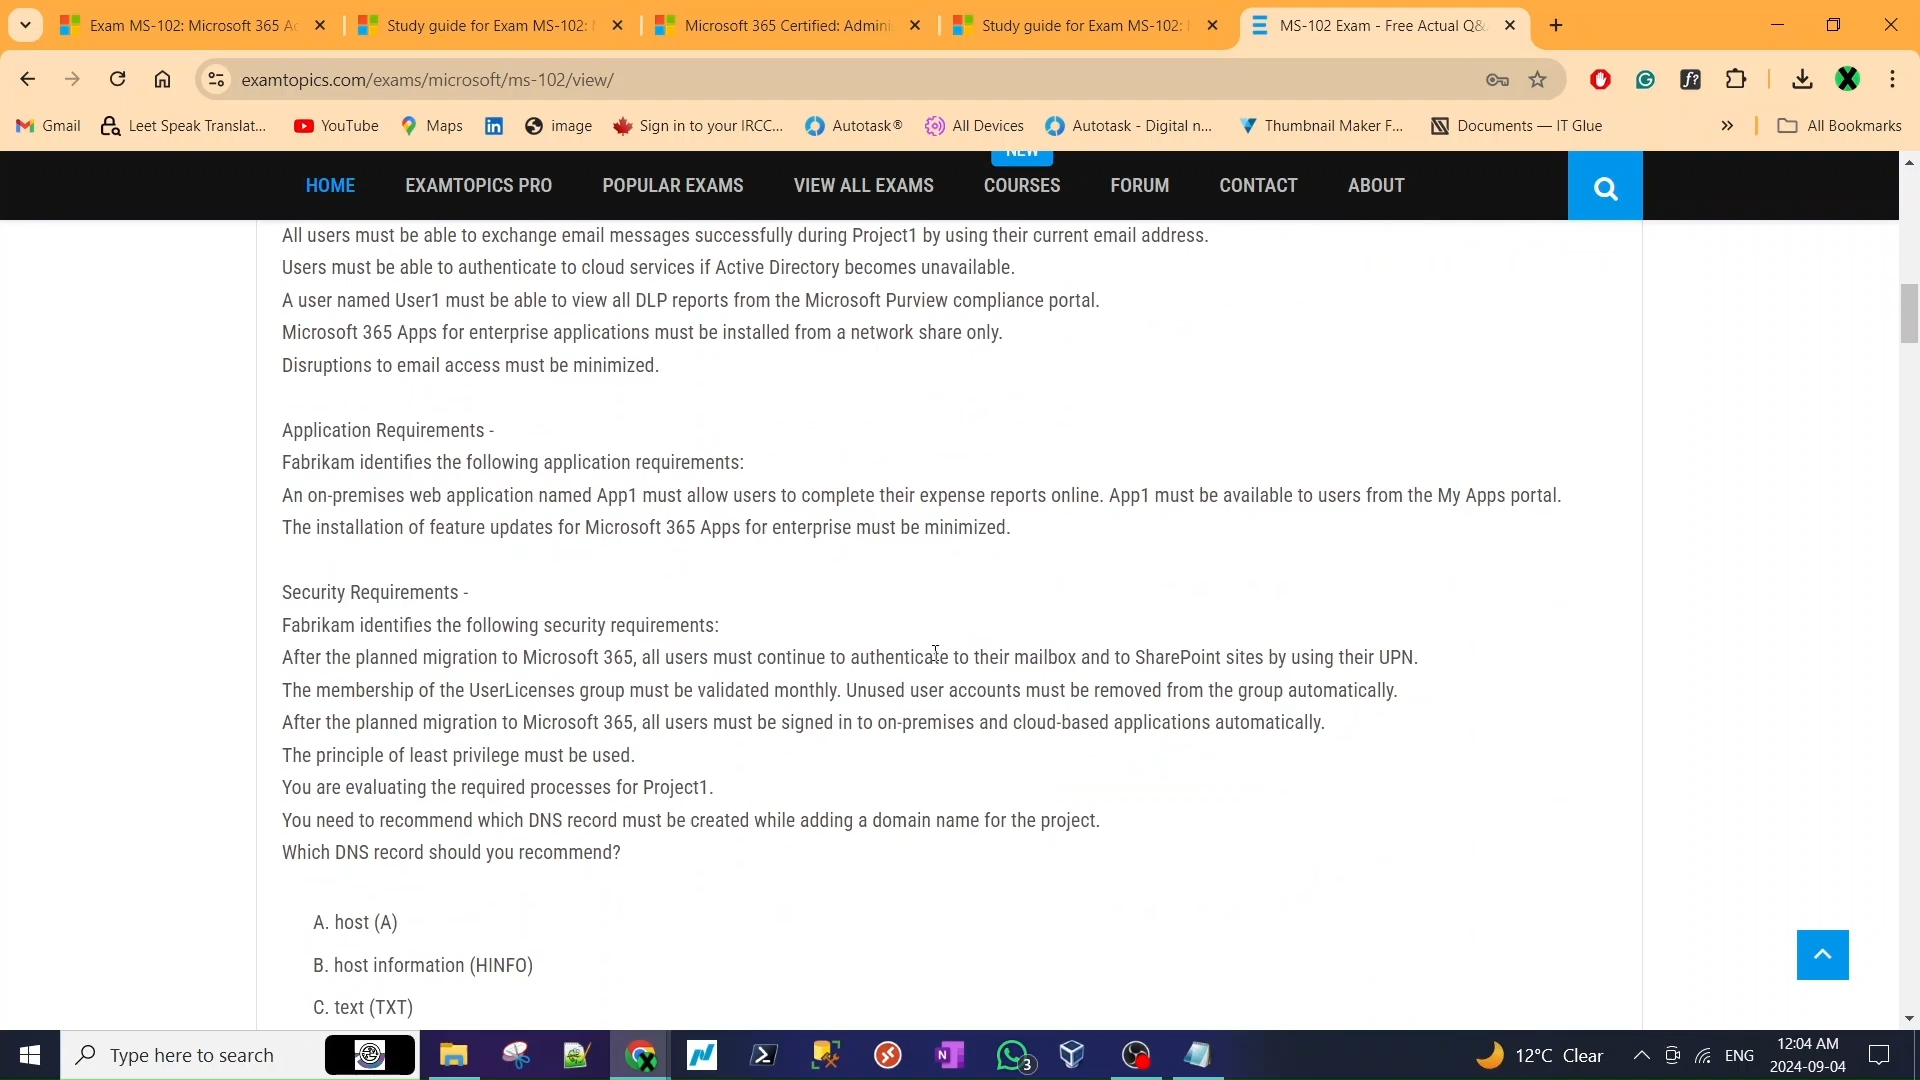 Exam MS-102: Microsoft 365 Ac
Study guide for Exam MS-102:
Microsoft 365 Certified: Admini
Study guide for Exam MS-102:
MS-102 Exam - Free Actual Q&
examtopics.com/exams/microsoft/ms-102/view/
Gmail
Leet Speak Translat...
YouTube
Maps
image
Sign in to your IRCC...
Autotask®
All Devices
Autotask - Digital n...
Thumbnail Maker F...
Documents — IT Glue
All Bookmarks
NEW
HOME
EXAMTOPICS PRO
POPULAR EXAMS
VIEW ALL EXAMS
COURSES
FORUM
CONTACT
ABOUT
All users must be able to exchange email messages successfully during Project1 by using their current email address.
Users must be able to authenticate to cloud services if Active Directory becomes unavailable.
A user named User1 must be able to view all DLP reports from the Microsoft Purview compliance portal.
Microsoft 365 Apps for enterprise applications must be installed from a network share only.
Disruptions to email access must be minimized.
Application Requirements -
Fabrikam identifies the following application requirements:
An on-premises web application named App1 must allow users to complete their expense reports online. App1 must be available to users from the My Apps portal.
The installation of feature updates for Microsoft 365 Apps for enterprise must be minimized.
Security Requirements -
Fabrikam identifies the following security requirements:
After the planned migration to Microsoft 365, all users must continue to authenticate to their mailbox and to SharePoint sites by using their UPN.
The membership of the UserLicenses group must be validated monthly. Unused user accounts must be removed from the group automatically.
After the planned migration to Microsoft 365, all users must be signed in to on-premises and cloud-based applications automatically.
The principle of least privilege must be used.
You are evaluating the required processes for Project1.
You need to recommend which DNS record must be created while adding a domain name for the project.
Which DNS record should you recommend?
A. host (A)
B. host information (HINFO)
C. text (TXT)
Type here to search
3
12°C Clear
ENG
12:04 AM
2024-09-04